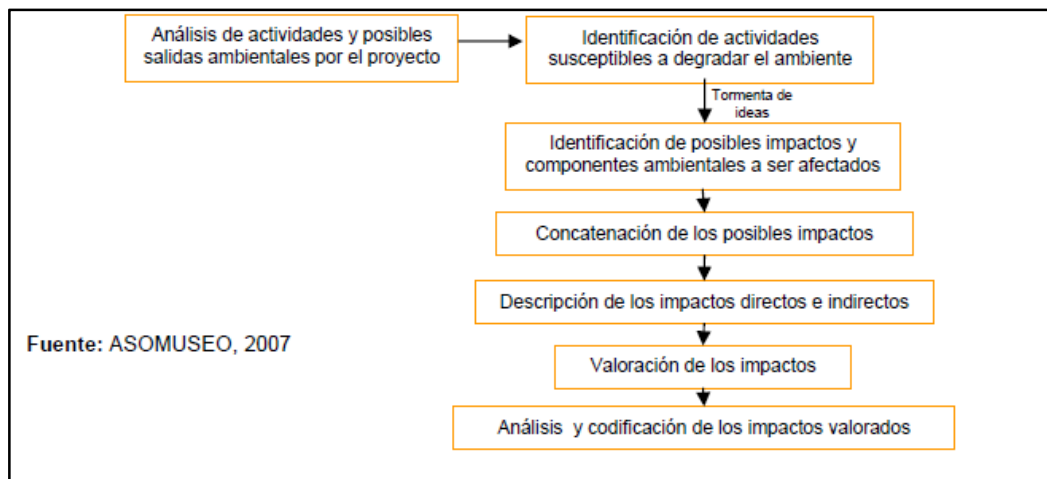 Análisis de actividades y posibles
salidas ambientales por el proyecto
Identificación de actividades
susceptibles a degradar el ambiente
Tormenta de
ideas
Identificación de posibles impactos y
componentes ambientales a ser afectados
Concatenación de los posibles impactos
Descripción de los impactos directos e indirectos
Fuente: ASOMUSEO, 2007
Valoración de los impactos
Análisis y codificación de los impactos valorados